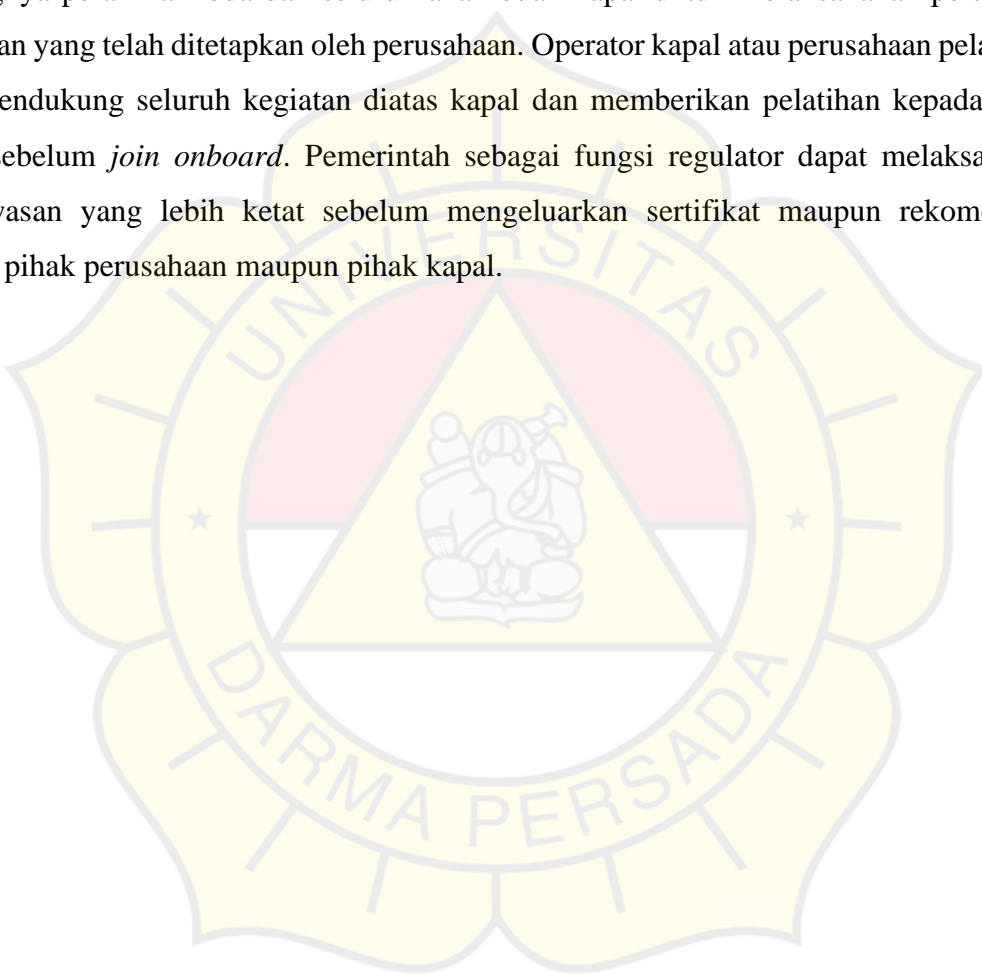 an yang telah ditetapkan oleh perusahaan. Operator kapal atau perusahaan pela
endukung seluruh kegiatan diatas kapal dan memberikan pelatihan kepada
ebelum join onboard. Pemerintah sebagai fungsi regulator dapat melaksa
wasan yang lebih ketat sebelum mengeluarkan sertifikat maupun rekom
pihak perusahaan maupun pihak kapal.
UNIVERSITAS
DARMA PERSADA